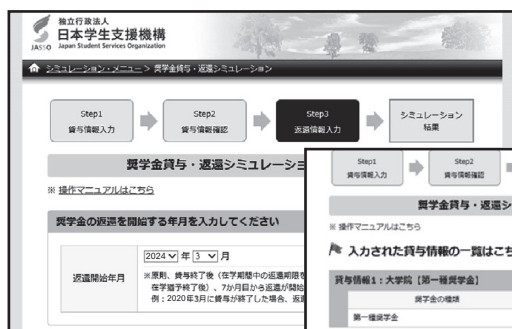 独立行政法人
日本学生支援機構
JASSO Japan Student Services Organization
シミュレーション・メニュー > 奨学金貸与・返還シミュレーション
Step1
貸与情報入力
Step2
貸与情報確認
Step3
返還情報入力
シミュレーション
結果
奨学金貸与・返還シミュレーショ
※ 操作マニュアルはこちら
奨学金の返還を開始する年月を入力してください
返還開始年月
2024 年 3 月
※原則、貸与終了後（在学期間中の返還期限を
在学猶予終了後）、7か月目から返還が開始
例：2020年3月に貸与が終了した場合、返還
Step1
貸与情報入力
Step2
貸与情報確認
奨学金貸与・返還シ
※ 操作マニュアルはこちら
入力された貸与情報の一覧はこち
貸与情報1：大学院【第一種奨学金】
奨学金の種類
第一種奨学金